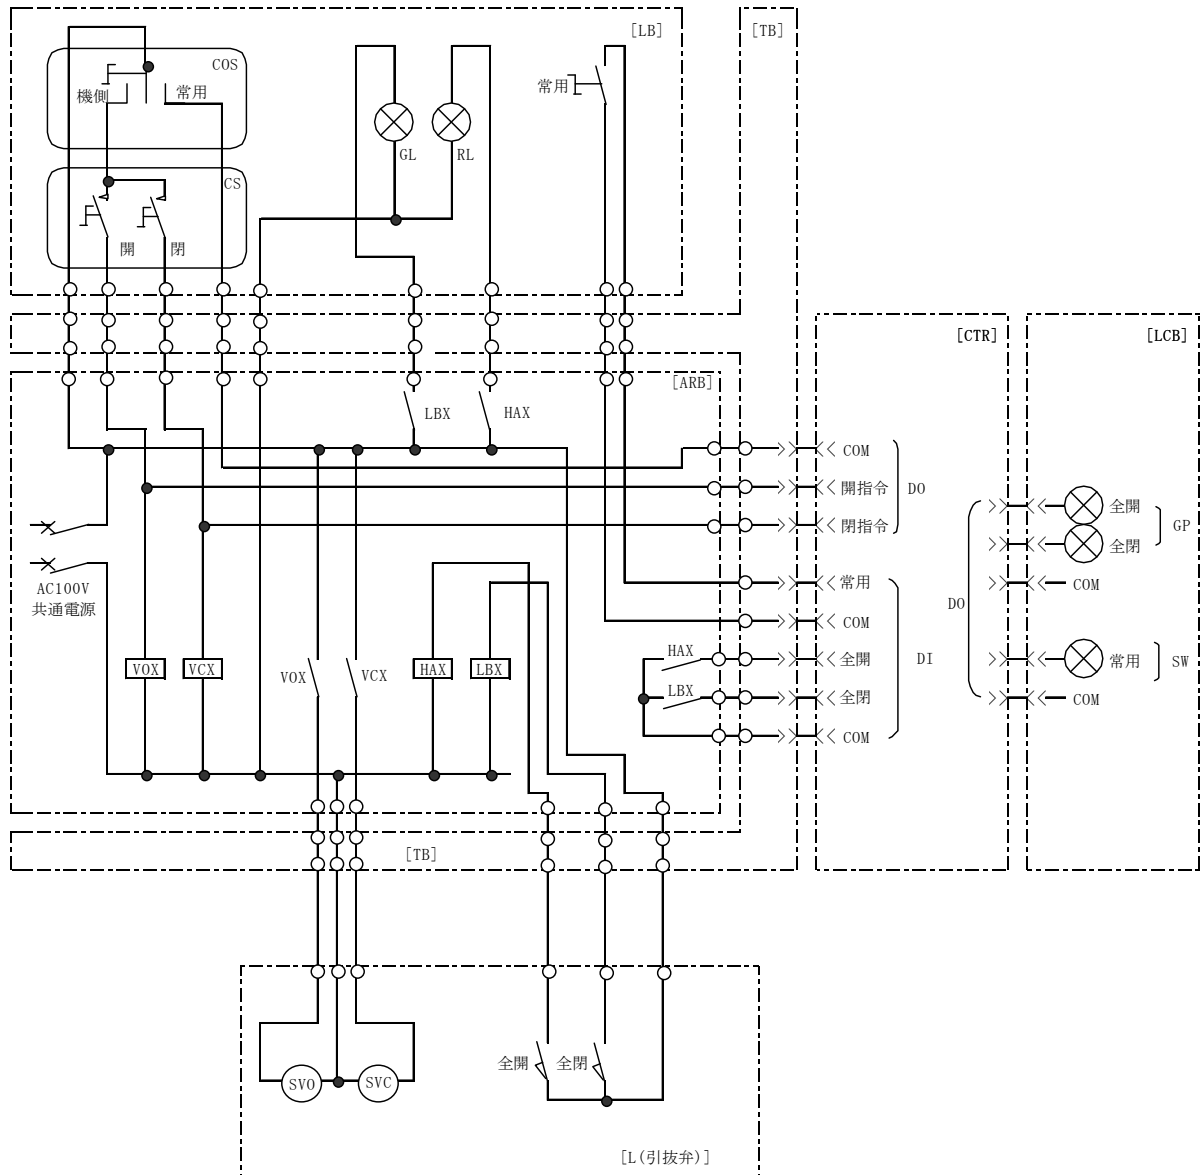 [LB]
[TB]
COS
機側
常用
常用
GL
RL
CS
開
閉
[CTR]
[LCB]
[ARB]
LBX
HAX
COM
開指令
DO
閉指令
全開
全閉
GP
AC100V
共通電源
常用
COM
DO
COM
HAX
全開
DI
VOX
VCX
VOX
VCX
HAX
LBX
常用
SW
LBX
全閉
COM
COM
[TB]
全開
全閉
SVO
SVC
[L(引抜弁)]